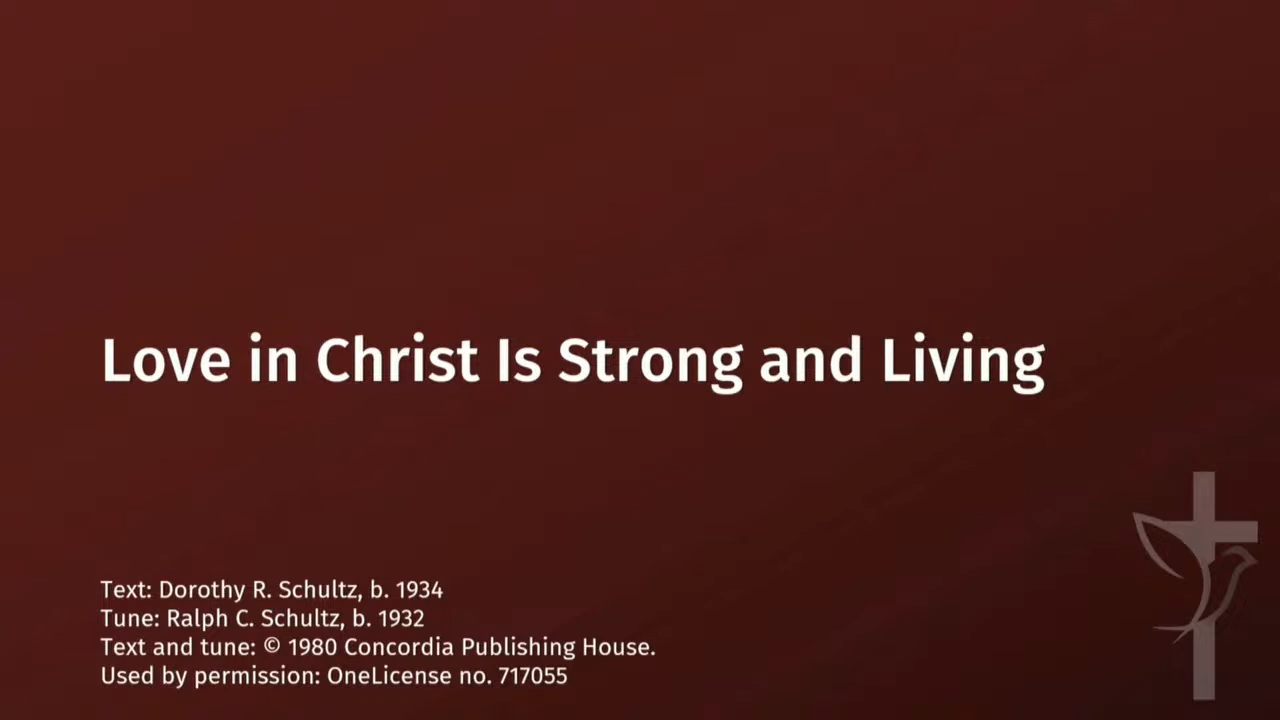 Love in Christ Is Strong and Living
Text: Dorothy R. Schultz, b. 1934
Tune: Ralph C. Schultz, b. 1932
Text and tune: © 1980 Concordia Publishing House.
Used by permission: OneLicense no. 717055